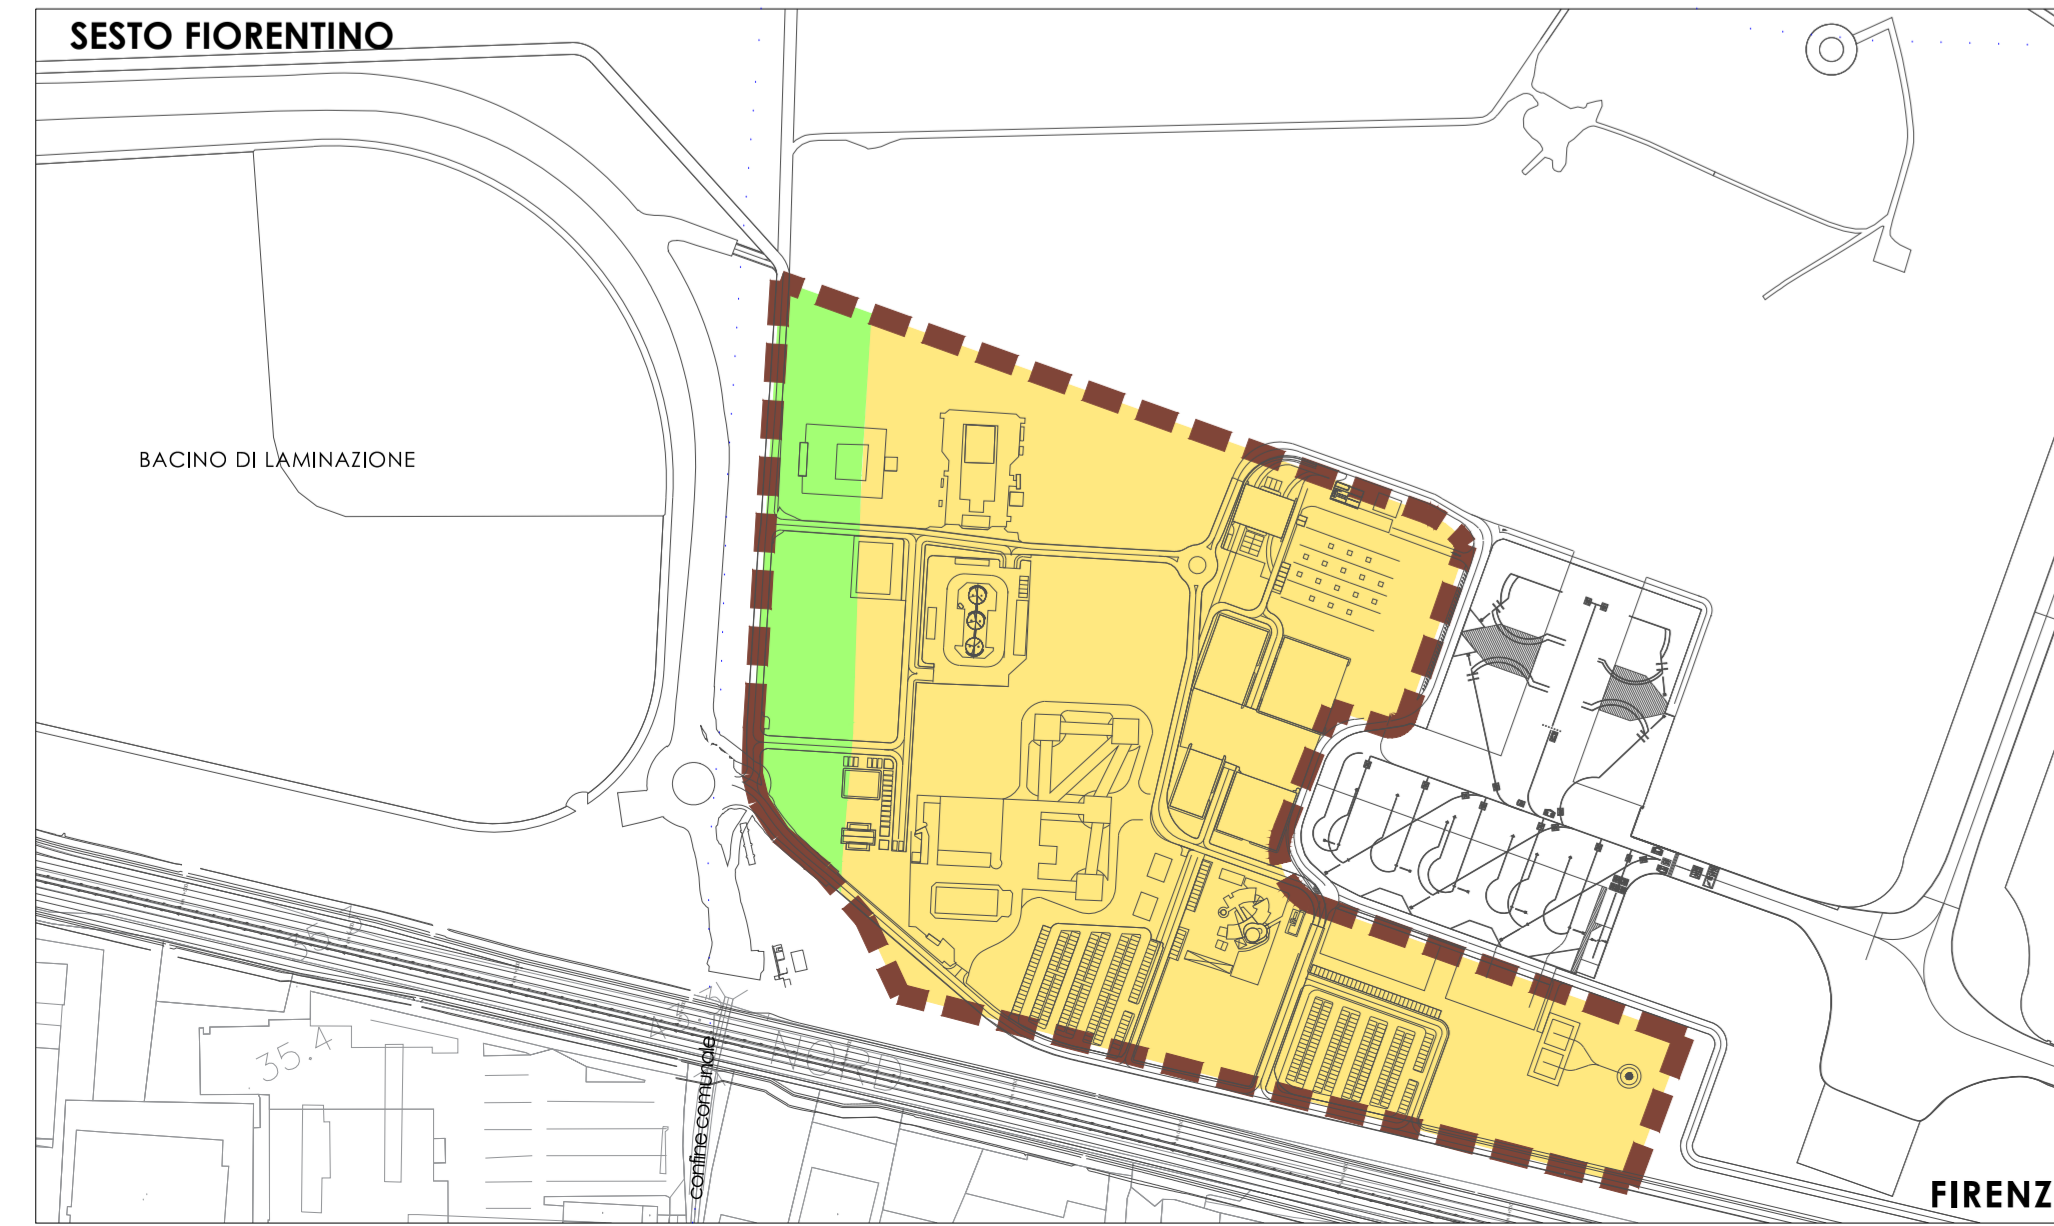 SESTO FIORENTINO
BACINO DI LAMINAZIONE
35.4
NORD
confine comunale
FIRENZ